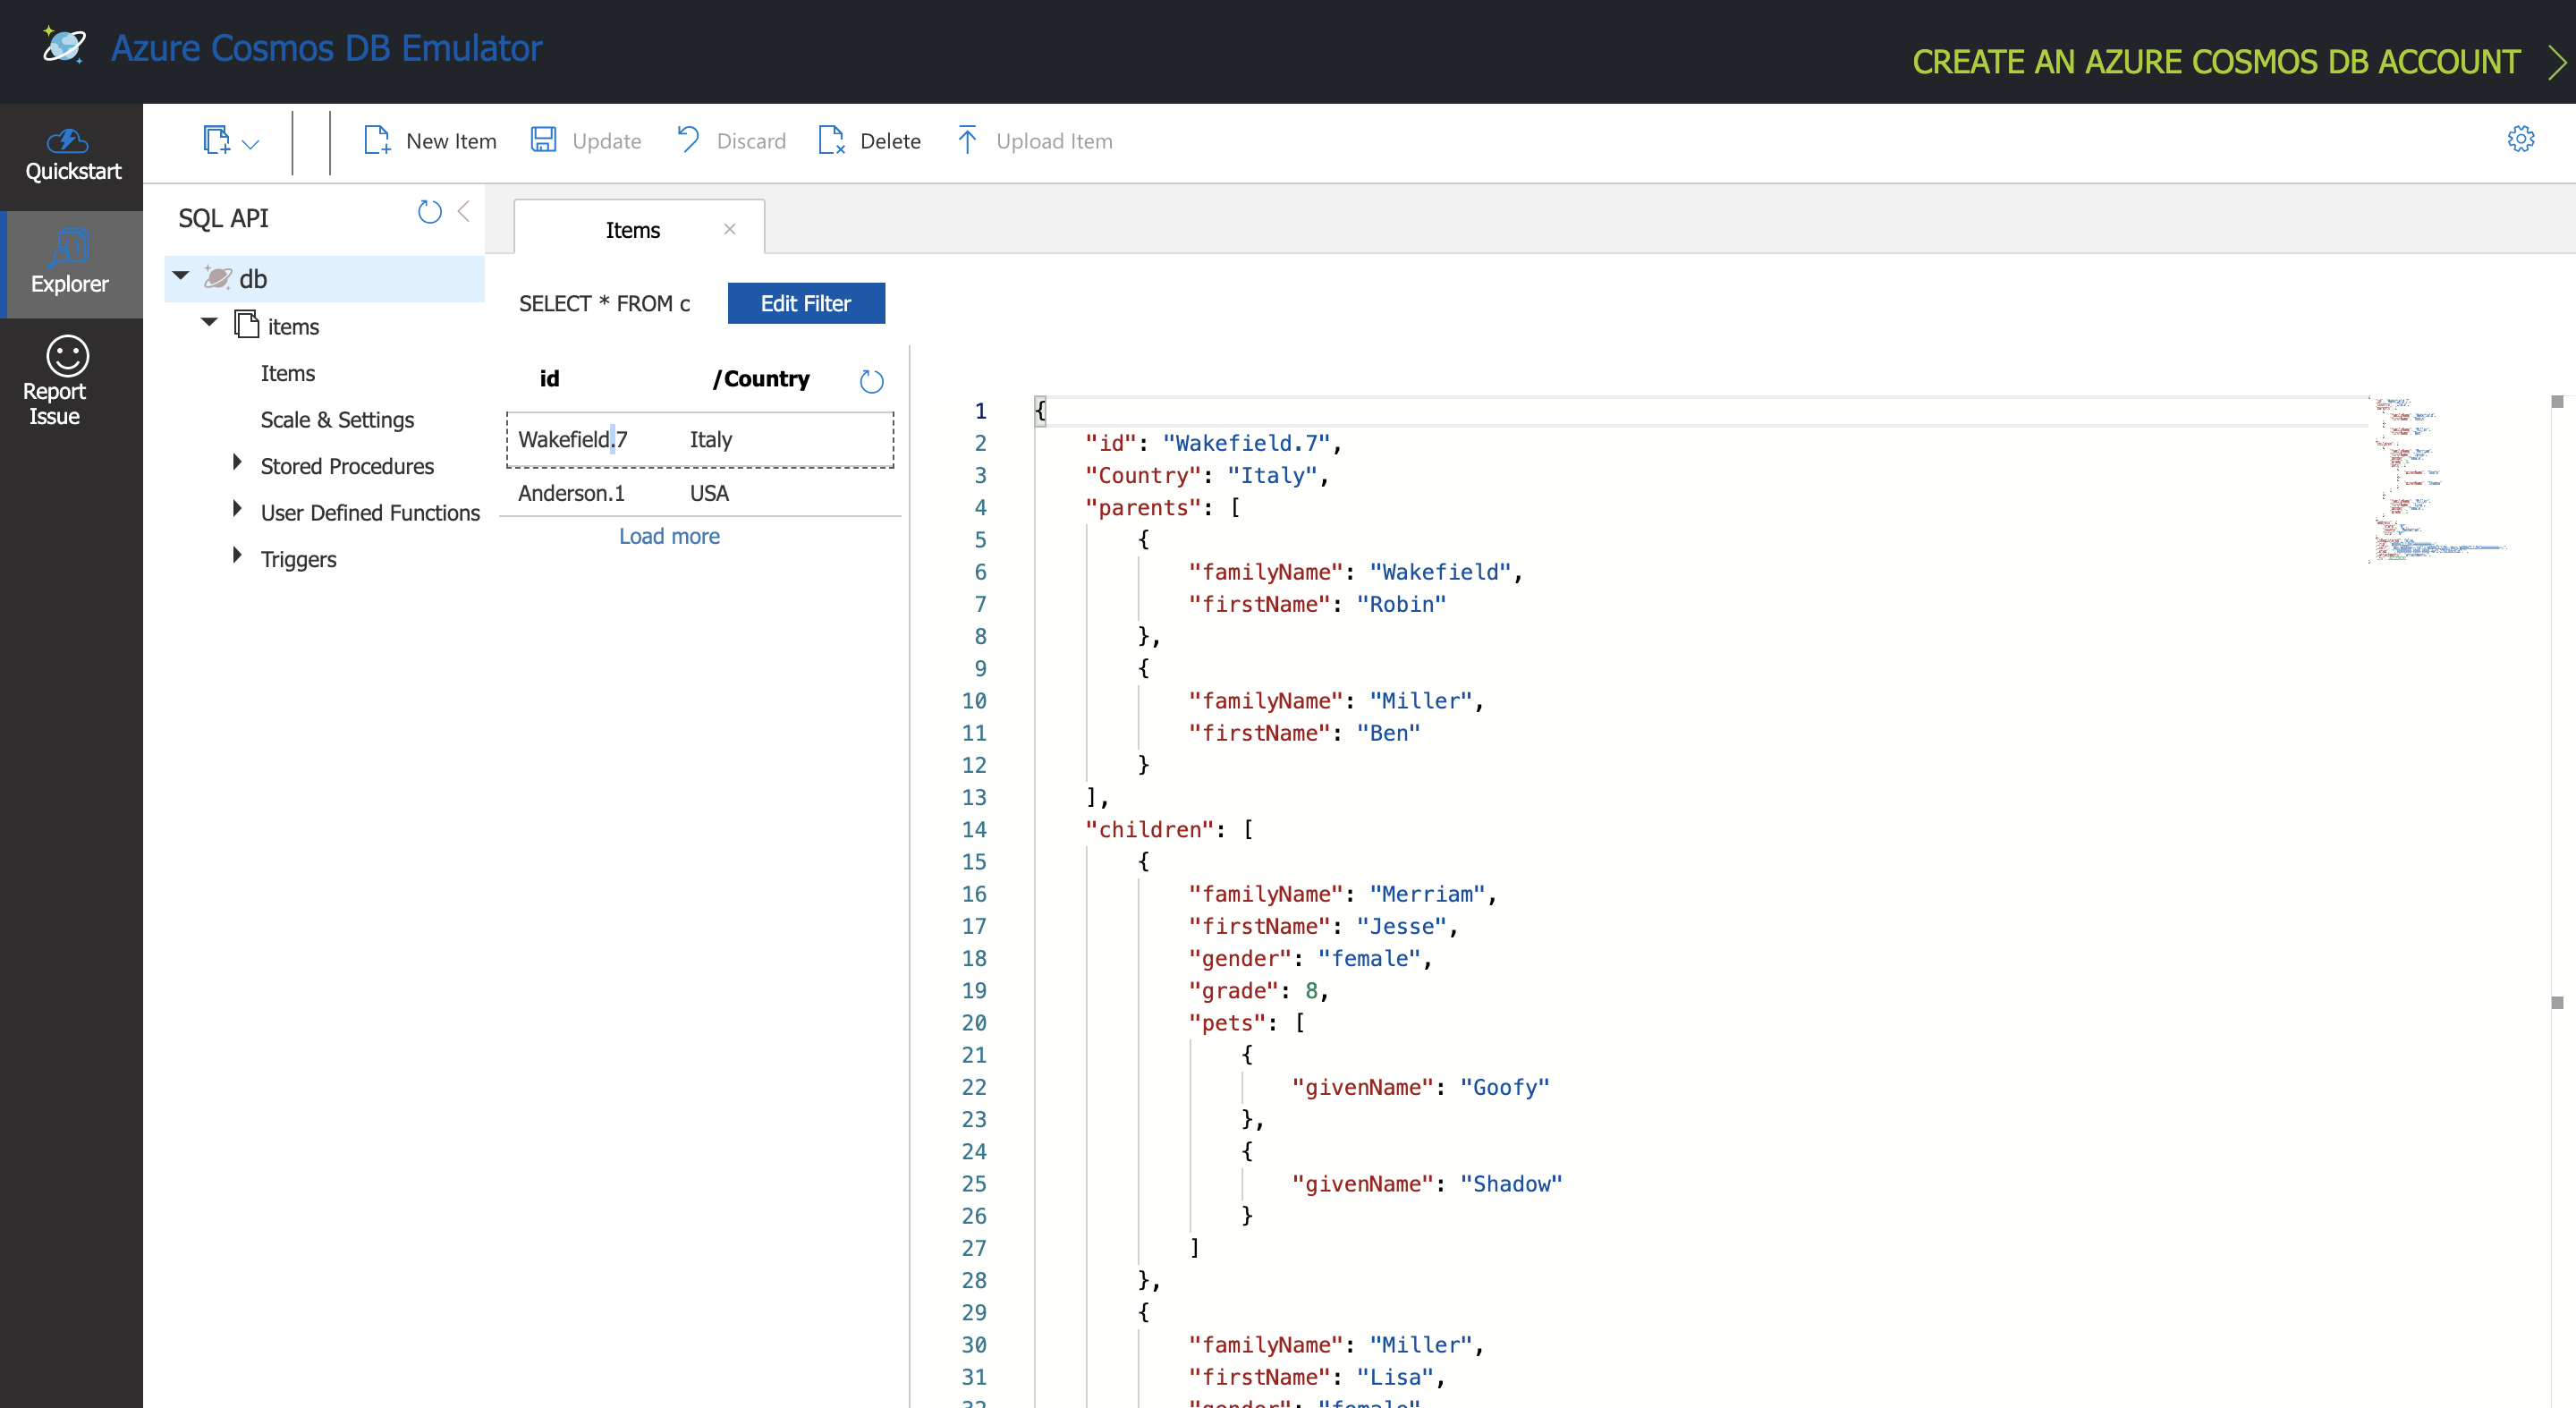 Azure Cosmos DB Emulator
CREATE AN AZURE COSMOS DB ACCOUNT
Quickstart
Explorer
Report
Issue
New Item
Update
Discard
Delete
Upload Item
SQL API
db
items
Items
Scale & Settings
Stored Procedures
User Defined Functions
Triggers
Items
SELECT * FROM c
Edit Filter
id /Country
Wakefield.7 Italy
Anderson.1 USA
Load more
1 {
2 "id": "Wakefield.7",
3 "Country": "Italy",
4 "parents": [
5 {
6 "familyName": "Wakefield",
7 "firstName": "Robin"
8 },
9 {
10 "familyName": "Miller",
11 "firstName": "Ben"
12 }
13 ],
14 "children": [
15 {
16 "familyName": "Merriam",
17 "firstName": "Jesse",
18 "gender": "female",
19 "grade": 8,
20 "pets": [
21 {
22 "givenName": "Goofy"
23 },
24 {
25 "givenName": "Shadow"
26 }
27 ]
28 },
29 {
30 "familyName": "Miller",
31 "firstName": "Lisa",
32 "gender": "female",